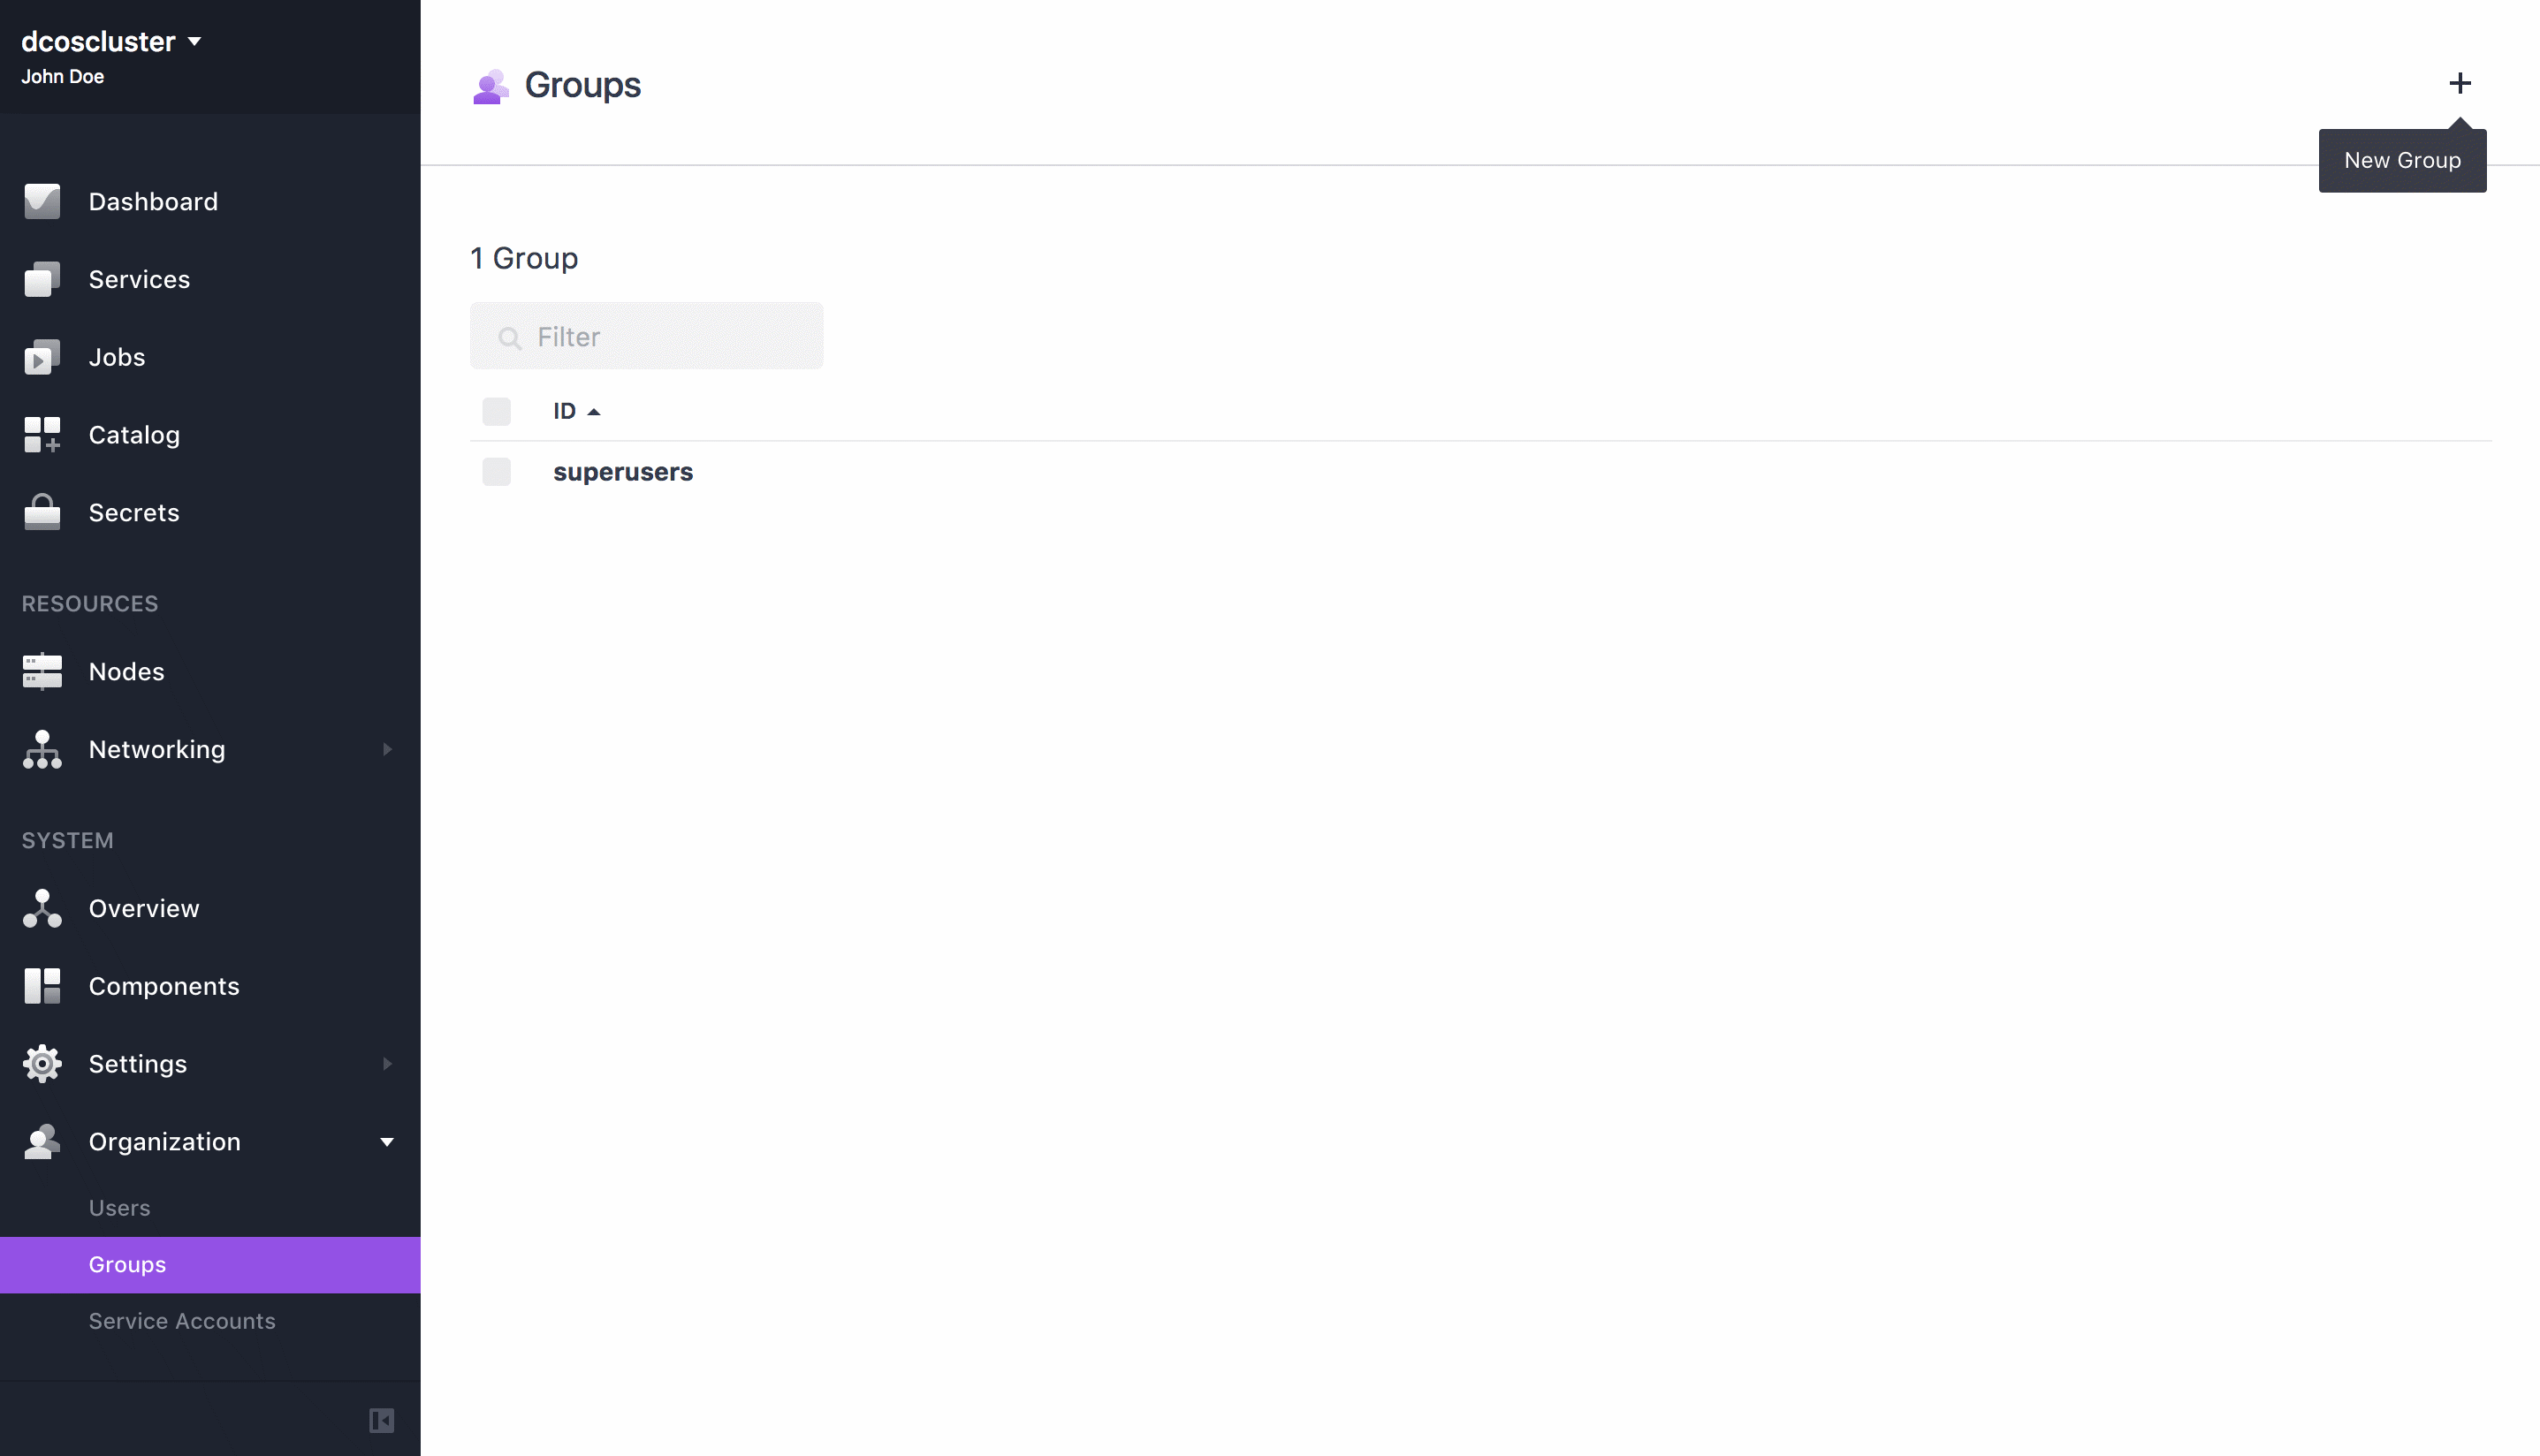 dcoscluster
John Doe
Dashboard
Services
Jobs
Catalog
Secrets
RESOURCES
Nodes
Networking
SYSTEM
Overview
Components
Settings
Organization
Users
Groups
Service Accounts
Groups
New Group
1 Group
Filter
ID
superusers